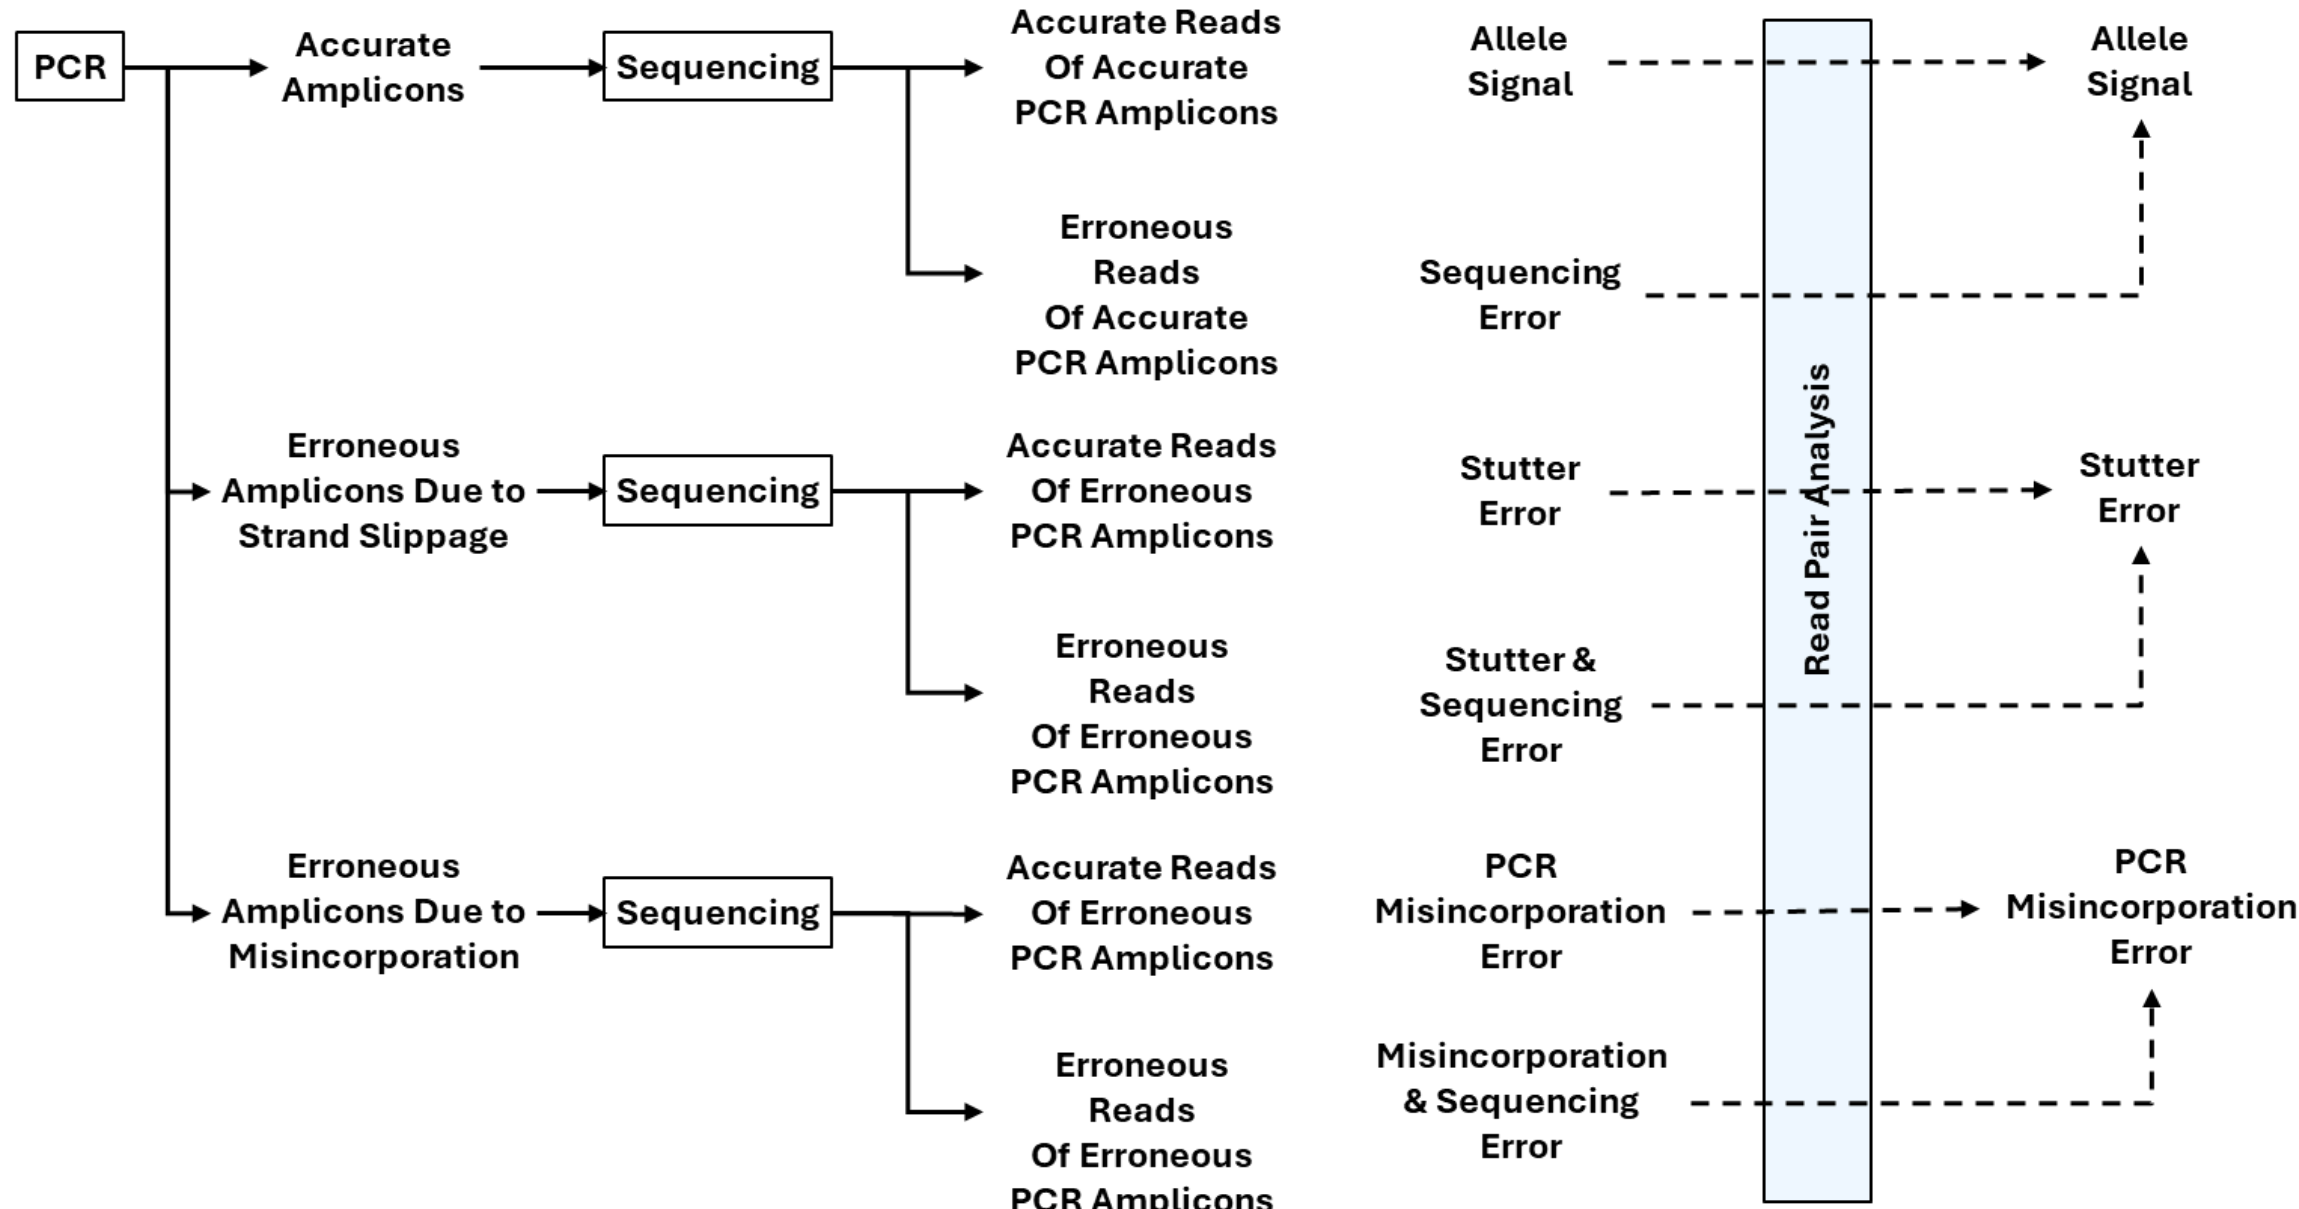 PCR
Accurate
Amplicons
Sequencing
Accurate Reads
Of Accurate
PCR Amplicons
Allele
Signal
Allele
Signal
Erroneous
Reads
Of Accurate
PCR Amplicons
Sequencing
Error
Read Pair Analysis
Erroneous
Amplicons Due to
Strand Slippage
Sequencing
Accurate Reads
Of Erroneous
PCR Amplicons
Stutter
Error
Stutter
Error
Erroneous
Reads
Of Erroneous
PCR Amplicons
Stutter &
Sequencing
Error
Erroneous
Amplicons Due to
Misincorporation
Sequencing
Accurate Reads
Of Erroneous
PCR Amplicons
PCR
Misincorporation
Error
PCR
Misincorporation
Error
Erroneous
Reads
Of Erroneous
PCR Amplicons
Misincorporation
& Sequencing
Error